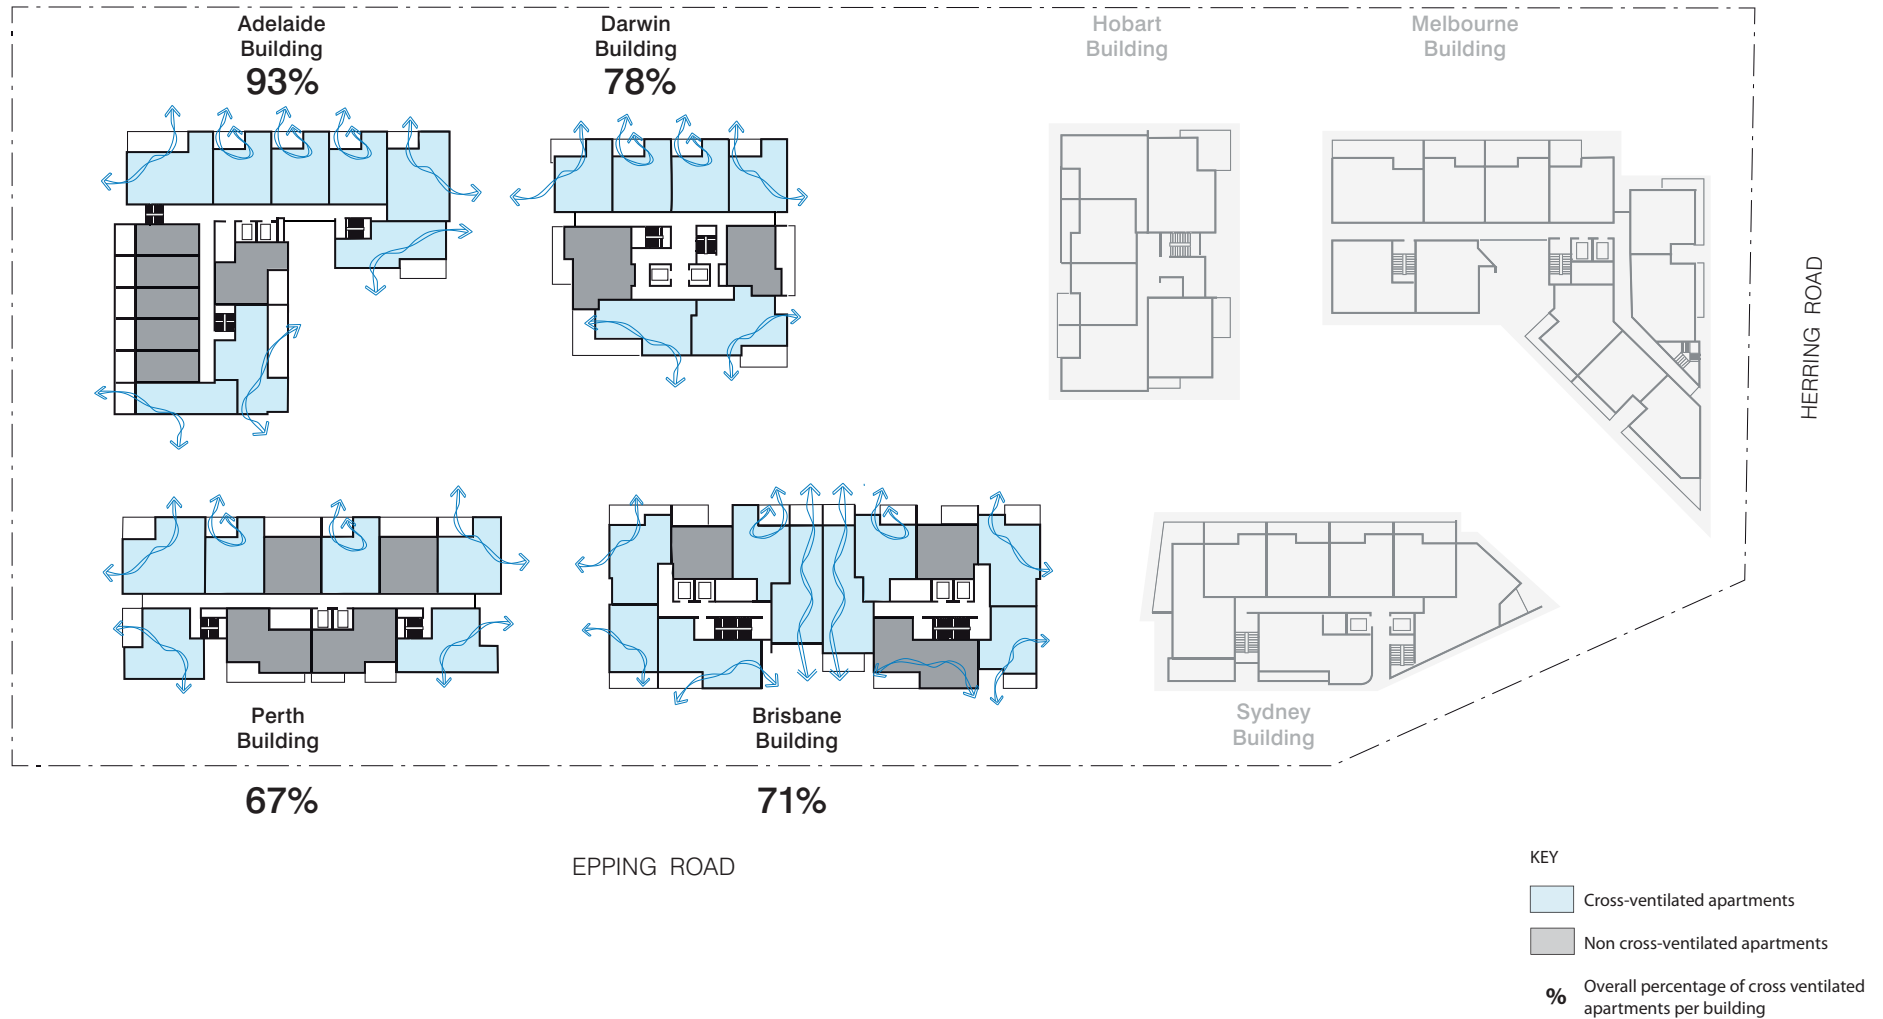 Adelaide
Building
93%
Darwin
Building
78%
Hobart
Building
Melbourne
Building
HERRING ROAD
Perth
Building
67%
Brisbane
Building
71%
Sydney
Building
EPPING ROAD
KEY
Cross-ventilated apartments
Non cross-ventilated apartments
% Overall percentage of cross ventilated
apartments per building